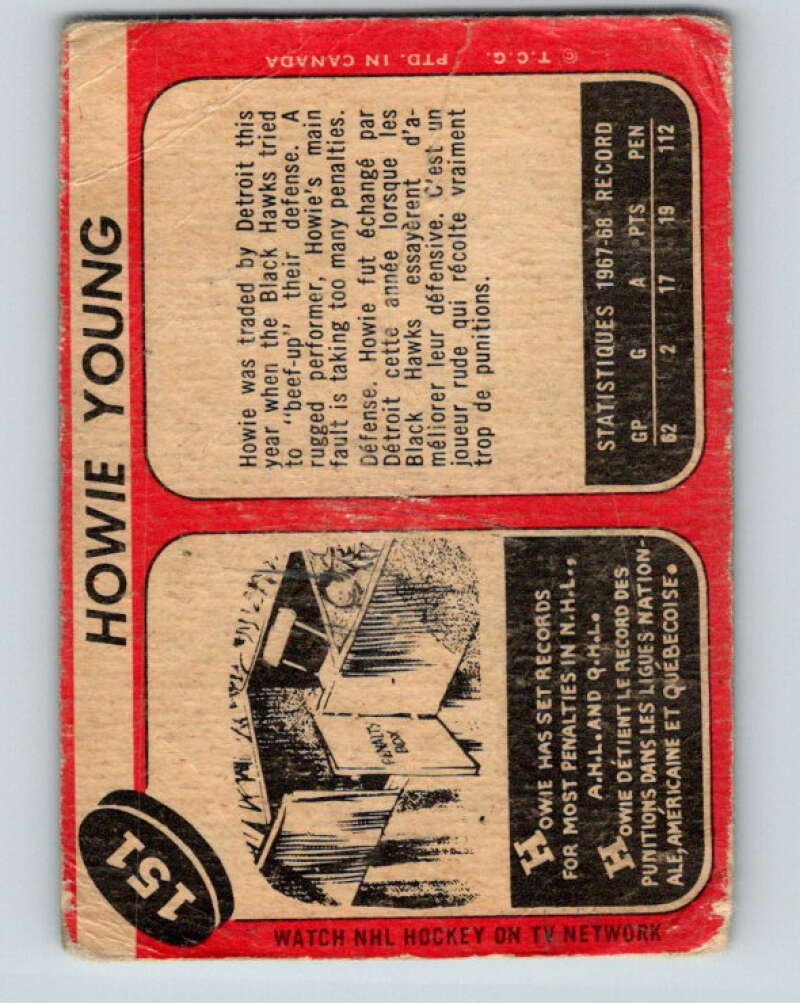 HOWIE YOUNG
151
Howie was traded by Detroit this
year when the Black Hawks tried
to "beef-up" their defense. A
rugged performer, Howie's main
fault is taking too many penalties.
Défense. Howie fut échangé par
Détroit cette année lorsque les
Black Hawks essayèrent d'a-
méliorer leur défensive. C'est un
joueur rude qui récolte vraiment
trop de punitions.
STATISTIQUES 1967-68 RECORD
GP G A PTS PEN
62 2 17 19 112
PENALTY
BOX
HOWIE HAS SET RECORDS
FOR MOST PENALTIES IN N.H.L.,
A.H.L. AND Q.H.L.
HOWIE DÉTIENT LE RECORD DES
PUNITIONS DANS LES LIGUES NATION-
ALE, AMERICAINE ET QUÉBECOISE.
WATCH NHL HOCKEY ON TV NETWORK
© T.C.G. PTD. IN CANADA